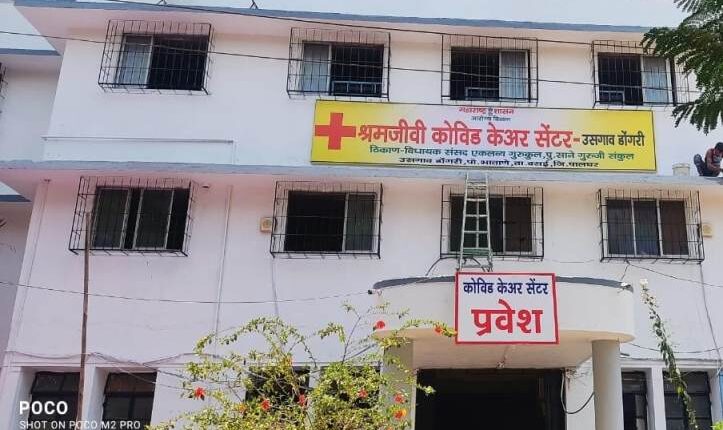 महाराष्ट्र शासन
आरोग्य विभाग
श्रमजीवी कोविड केअर सेंटर-उसगाव डोंगरी
ठिकाण-विधायक संसद एकलव्य गुरुकुल,पु.साने गुरुजी संकुल
उसगाव डोंगरी,पो.भाताणे,ता.वसई,जि.पालघर
कोविड केअर सेंटर
प्रवेश
POCO
SHOT ON POCO M2 PRO